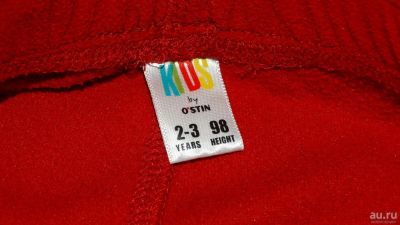 KIDS
by
O'STIN
2-3 98
YEARS HEIGHT
au.ru